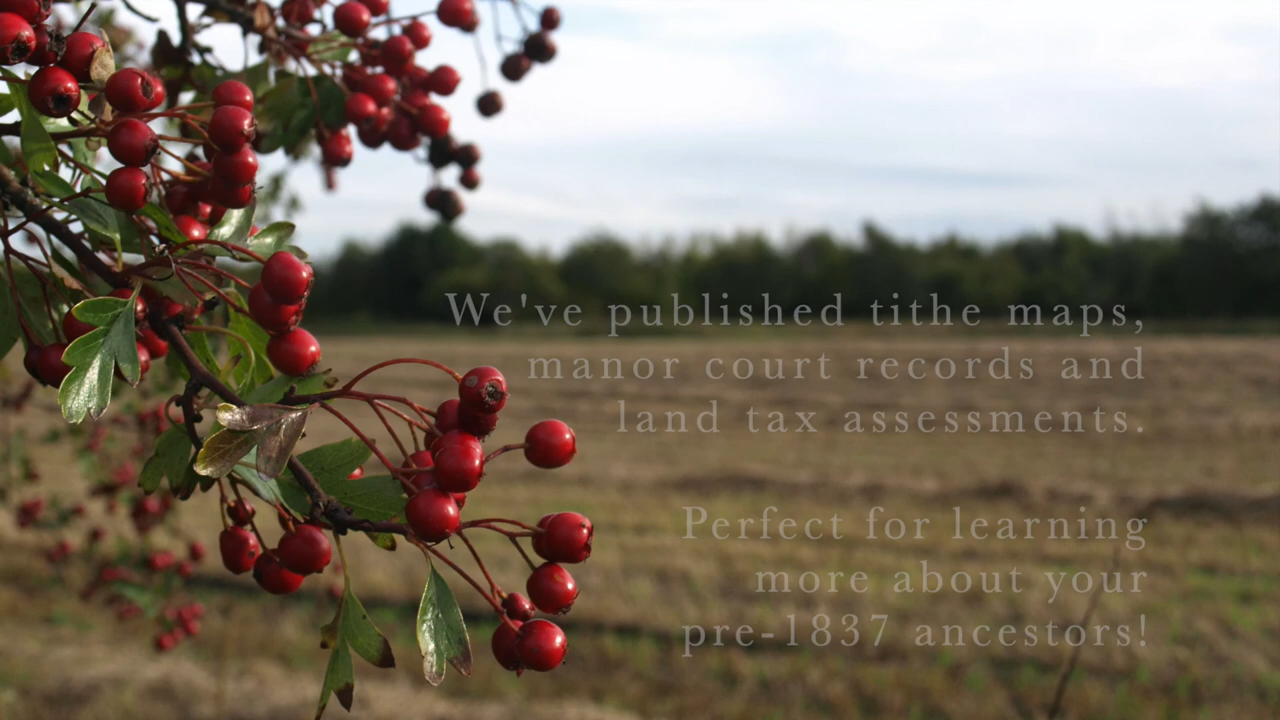 We've published tithe maps,
manor court records and
land tax assessments.
Perfect for learning
more about your
pre-1837 ancestors!